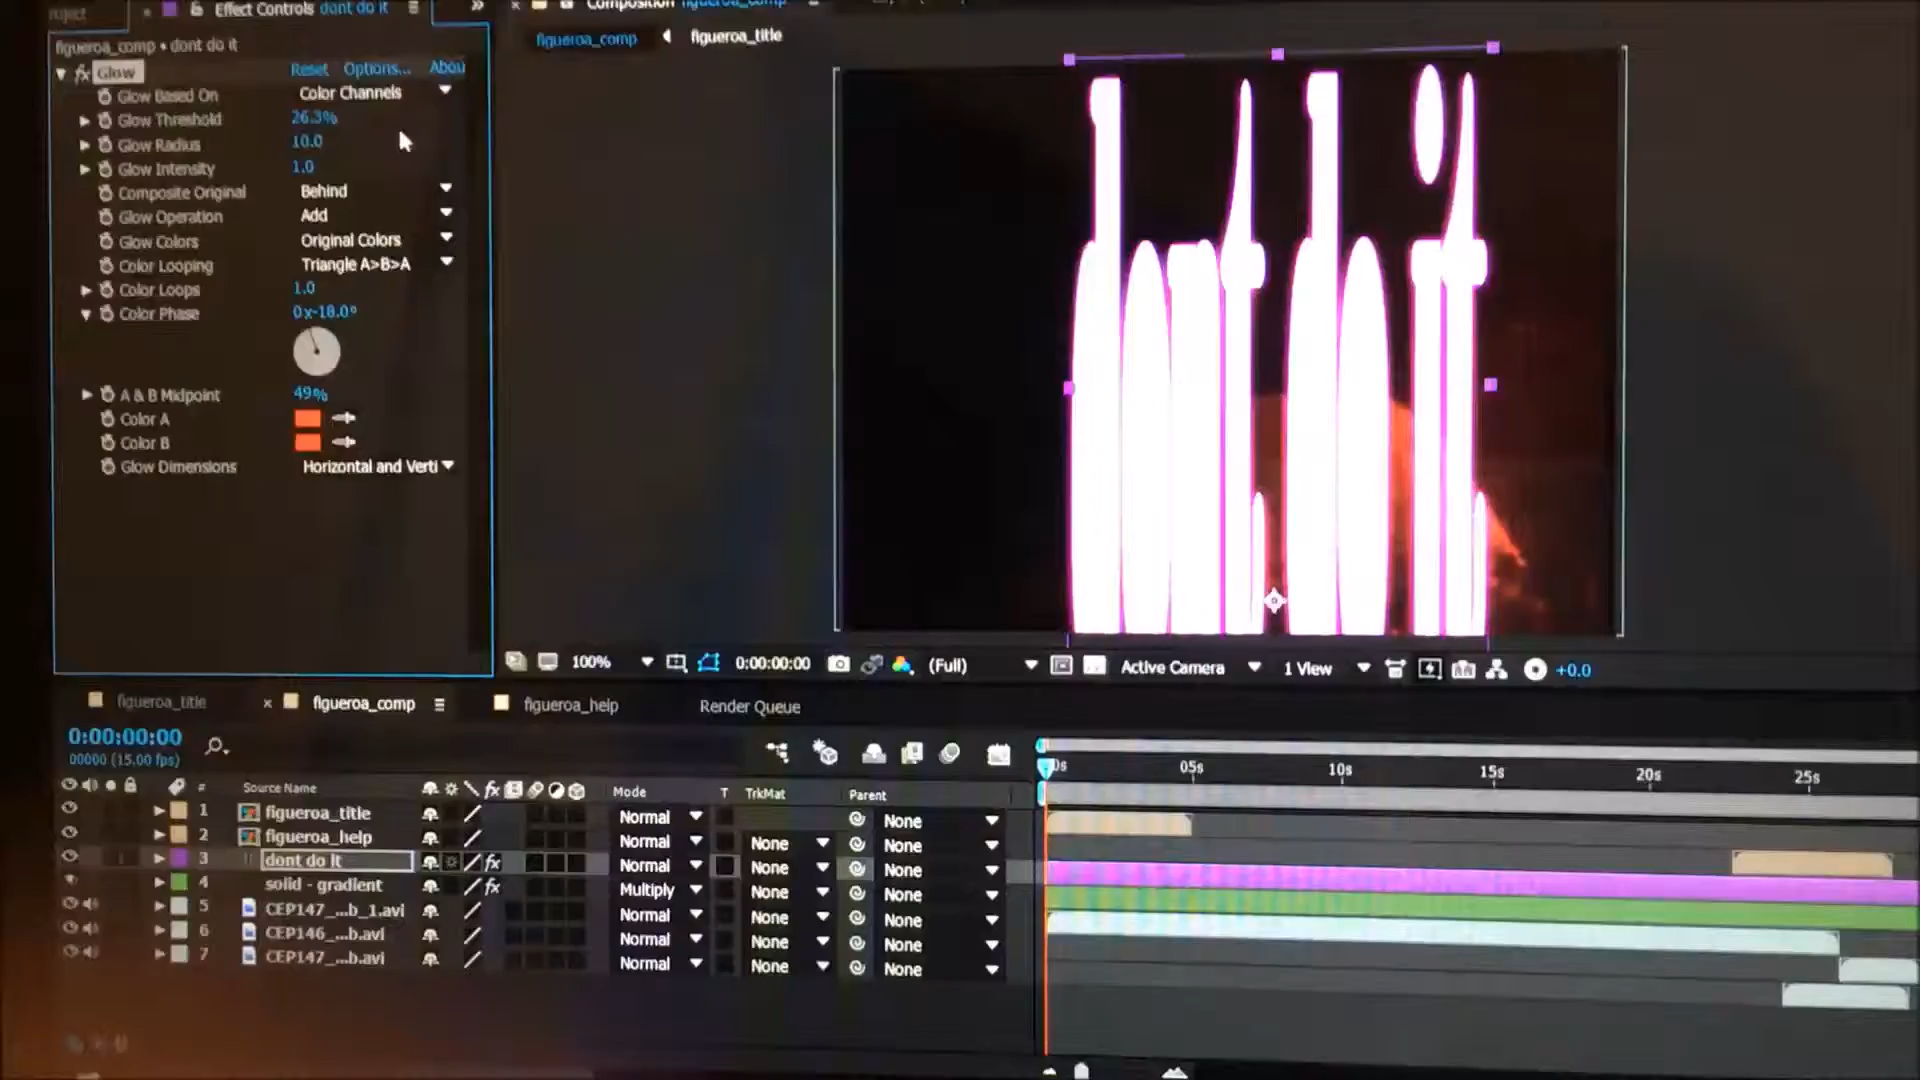 Effect Controls dont do it
Composition figueroa_comp
figueroa_comp • dont do it
figueroa_comp figueroa_title
fx Glow Reset Options... Abou
Glow Based On Color Channels
Glow Threshold 26.3%
Glow Radius 10.0
Glow Intensity 1.0
Composite Original Behind
Glow Operation Add
Glow Colors Original Colors
Color Looping Triangle A>B>A
Color Loops 1.0
Color Phase 0x-18.0°
A & B Midpoint 49%
Color A
Color B
Glow Dimensions Horizontal and Verti
dont do it
100% 0:00:00:00 (Full) Active Camera 1 View +0.0
figueroa_title figueroa_comp figueroa_help Render Queue
0:00:00:00
00000 (15.00 fps)
05s 10s 15s 20s 25s
# Source Name fx Mode T TrkMat Parent
1 figueroa_title Normal None
2 figueroa_help Normal None None
3 dont do it fx Normal None None
4 solid - gradient fx Multiply None None
5 CEP147_...b_1.avi Normal None None
6 CEP146_...b.avi Normal None None
7 CEP147_...b.avi Normal None None